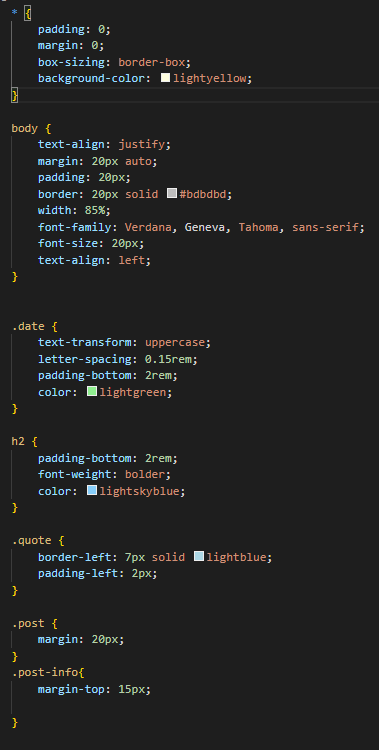 * {
    padding: 0;
    margin: 0;
    box-sizing: border-box;
    background-color: lightyellow;
}

body {
    text-align: justify;
    margin: 20px auto;
    padding: 20px;
    border: 20px solid #bdbdbd;
    width: 85%;
    font-family: Verdana, Geneva, Tahoma, sans-serif;
    font-size: 20px;
    text-align: left;
}

.date {
    text-transform: uppercase;
    letter-spacing: 0.15rem;
    padding-bottom: 2rem;
    color: lightgreen;
}

h2 {
    padding-bottom: 2rem;
    font-weight: bolder;
    color: lightskyblue;
}

.quote {
    border-left: 7px solid lightblue;
    padding-left: 2px;
}

.post {
    margin: 20px;
}
.post-info{
    margin-top: 15px;

}